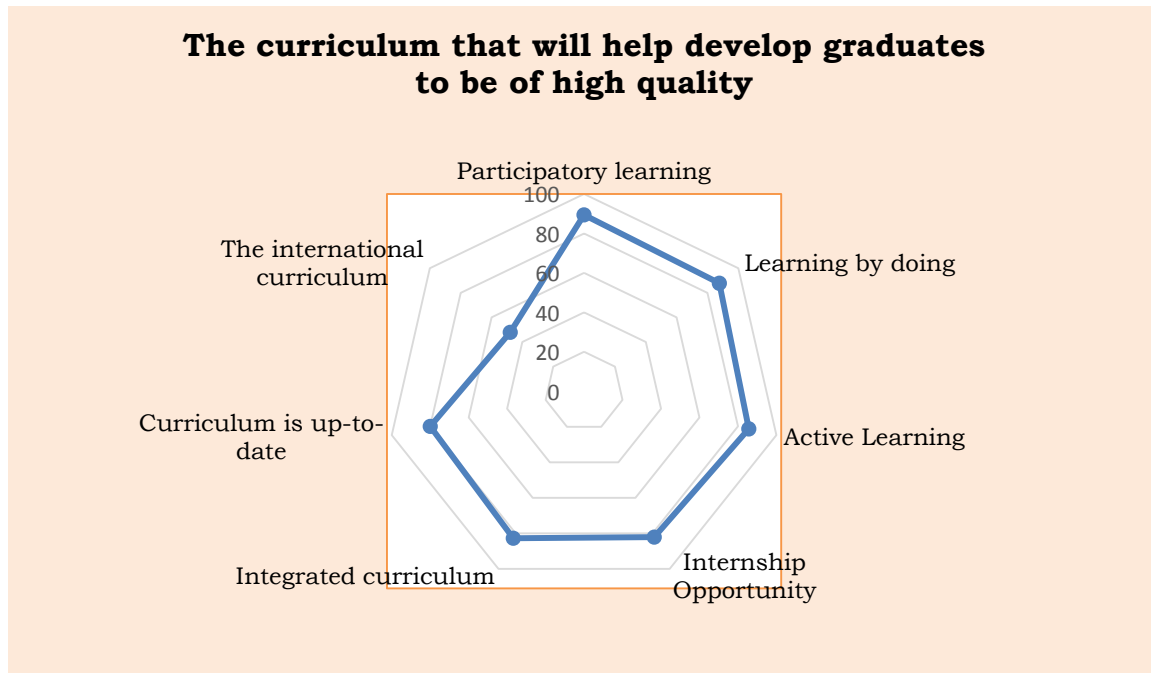 The curriculum that will help develop graduates
to be of high quality
Participatory learning
100
80
60
40
20
0
Learning by doing
Active Learning
Internship
Opportunity
Integrated curriculum
Curriculum is up-to-
date
The international
curriculum